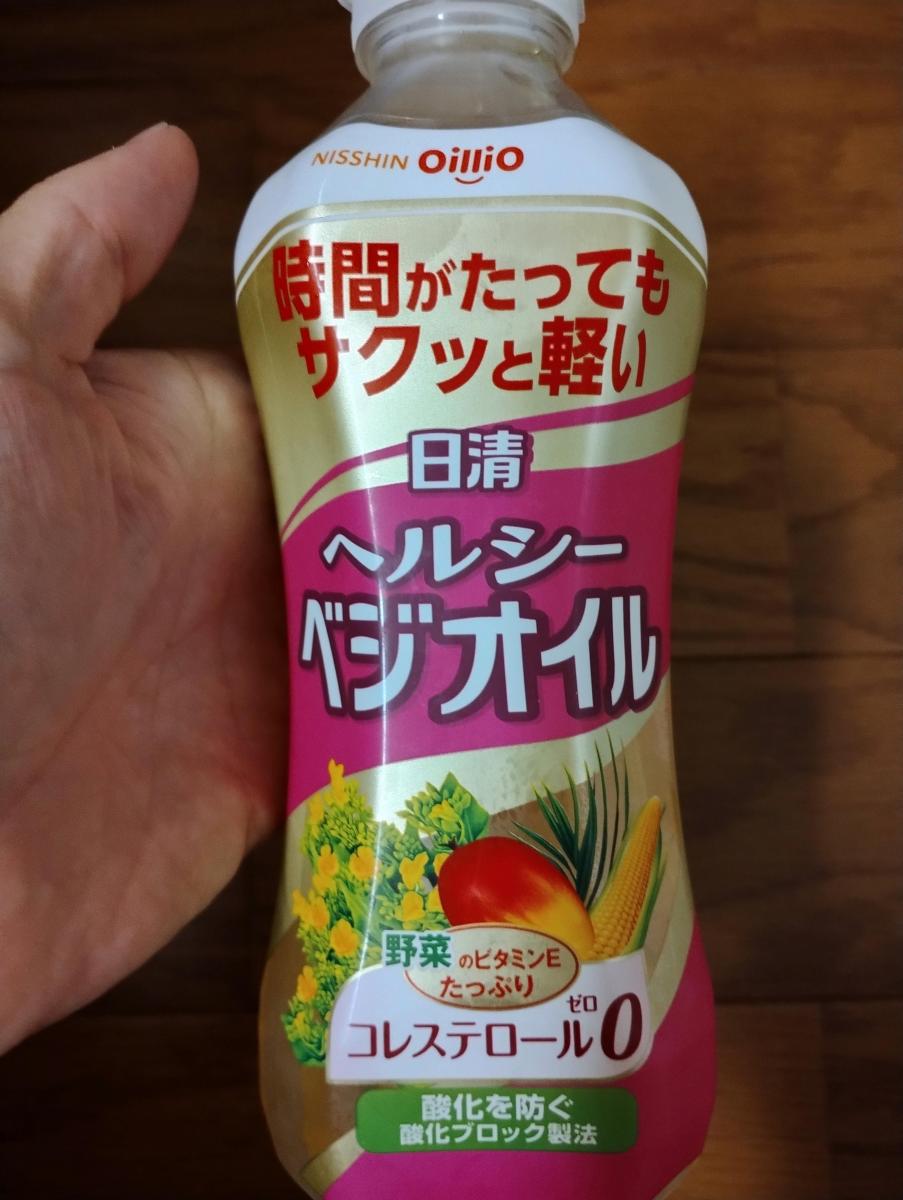 NISSHIN OilliO
時間がたっても
サクッと軽い
日清
ヘルシー
ベジオイル
野菜のビタミンE
たっぷり
ゼロ
コレステロール0
酸化を防ぐ
酸化ブロック製法